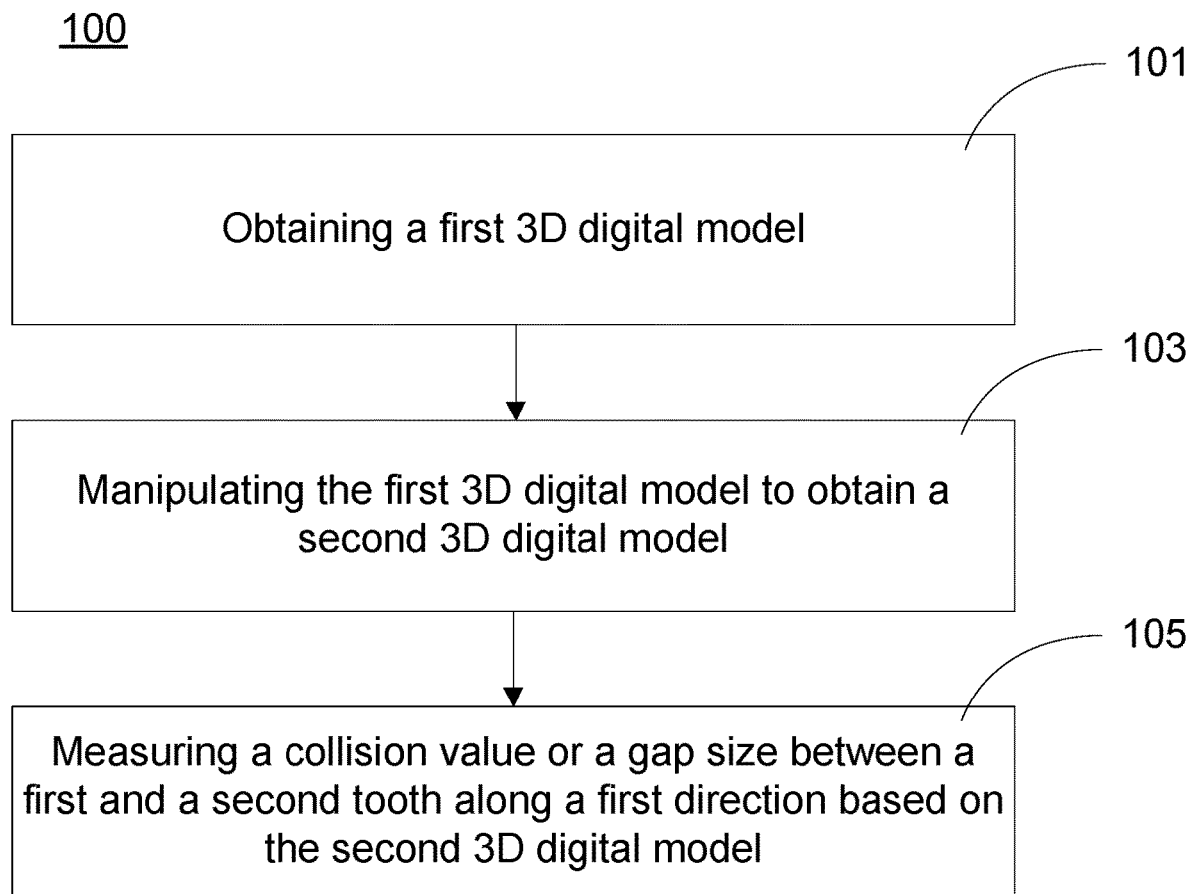 100
101
Obtaining a first 3D digital model
103
Manipulating the first 3D digital model to obtain a
second 3D digital model
105
Measuring a collision value or a gap size between a
first and a second tooth along a first direction based on
the second 3D digital model